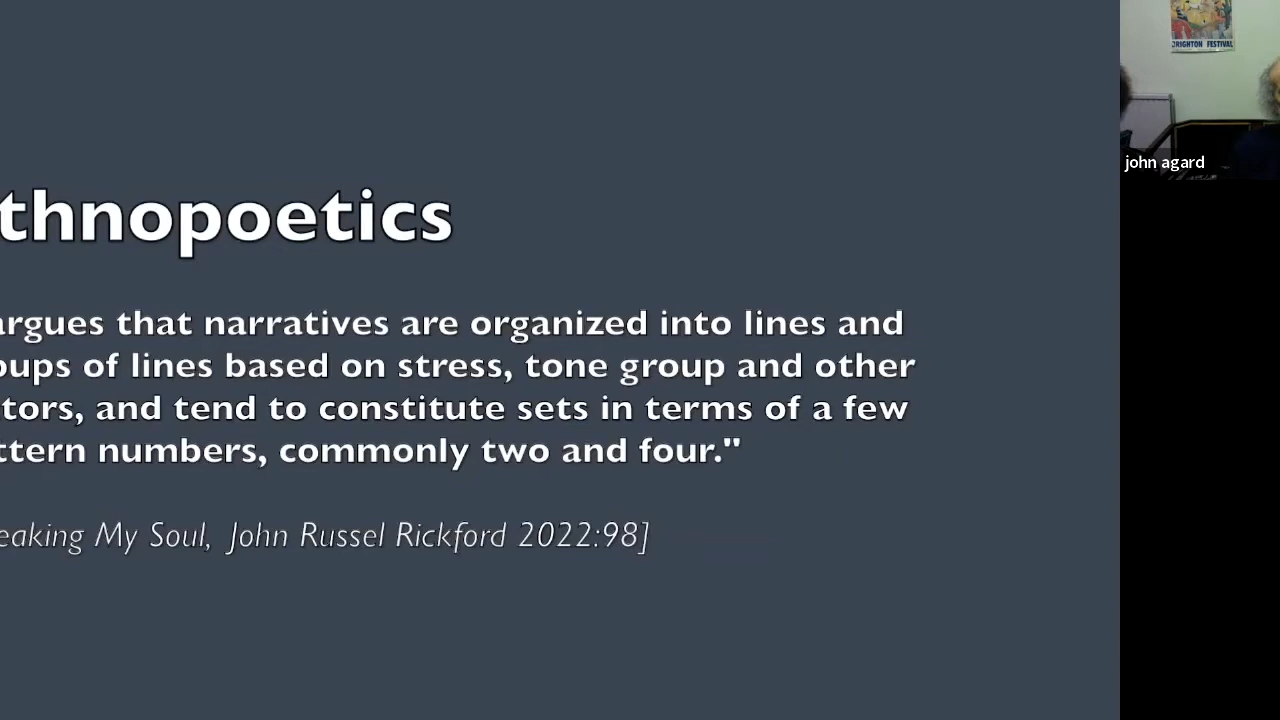 thnopoetics
argues that narratives are organized into lines and
oups of lines based on stress, tone group and other
tors, and tend to constitute sets in terms of a few
ttern numbers, commonly two and four."
eaking My Soul, John Russel Rickford 2022:98]
BRIGHTON FESTIVAL
john agard